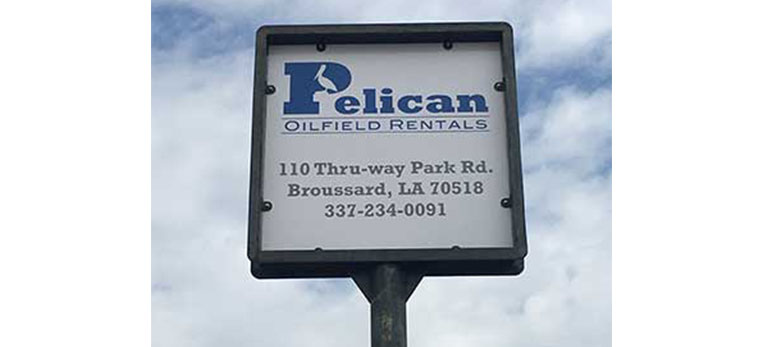 Pelican
OILFIELD RENTALS
110 Thru-way Park Rd.
Broussard, LA 70518
337-234-0091